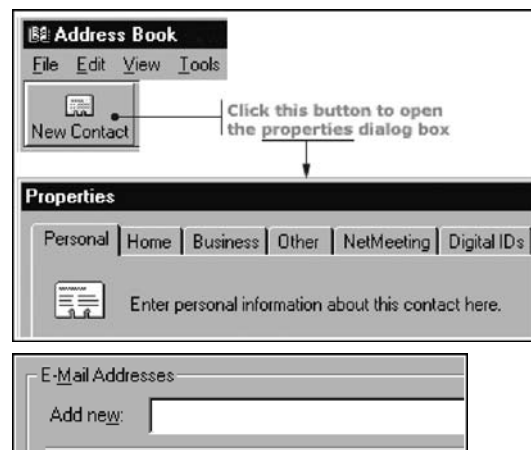 Address Book
File Edit View Tools
New Contact
Click this button to open
the properties dialog box
Properties
Personal Home Business Other NetMeeting Digital IDs
Enter personal information about this contact here.
E-Mail Addresses
Add new: